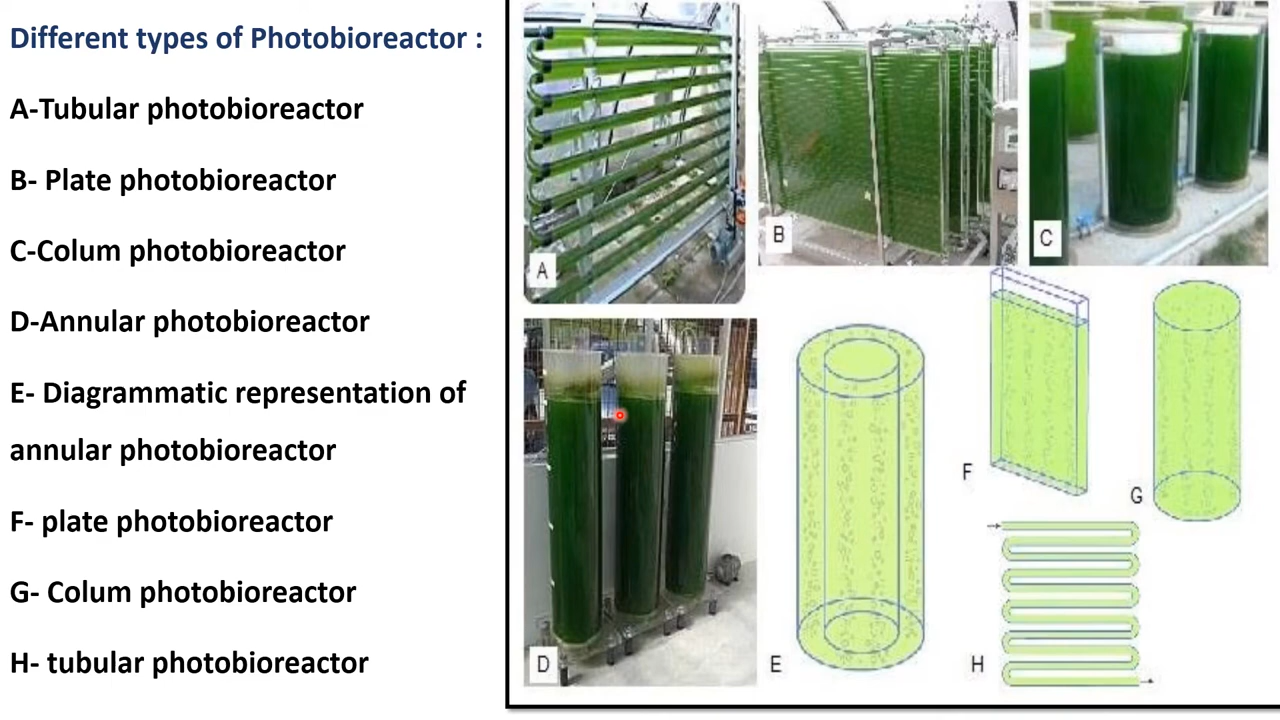 Different types of Photobioreactor :
A-Tubular photobioreactor
B- Plate photobioreactor
C-Colum photobioreactor
D-Annular photobioreactor
E- Diagrammatic representation of
annular photobioreactor
F- plate photobioreactor
G- Colum photobioreactor
H- tubular photobioreactor
A
B
C
D
E
F
G
H